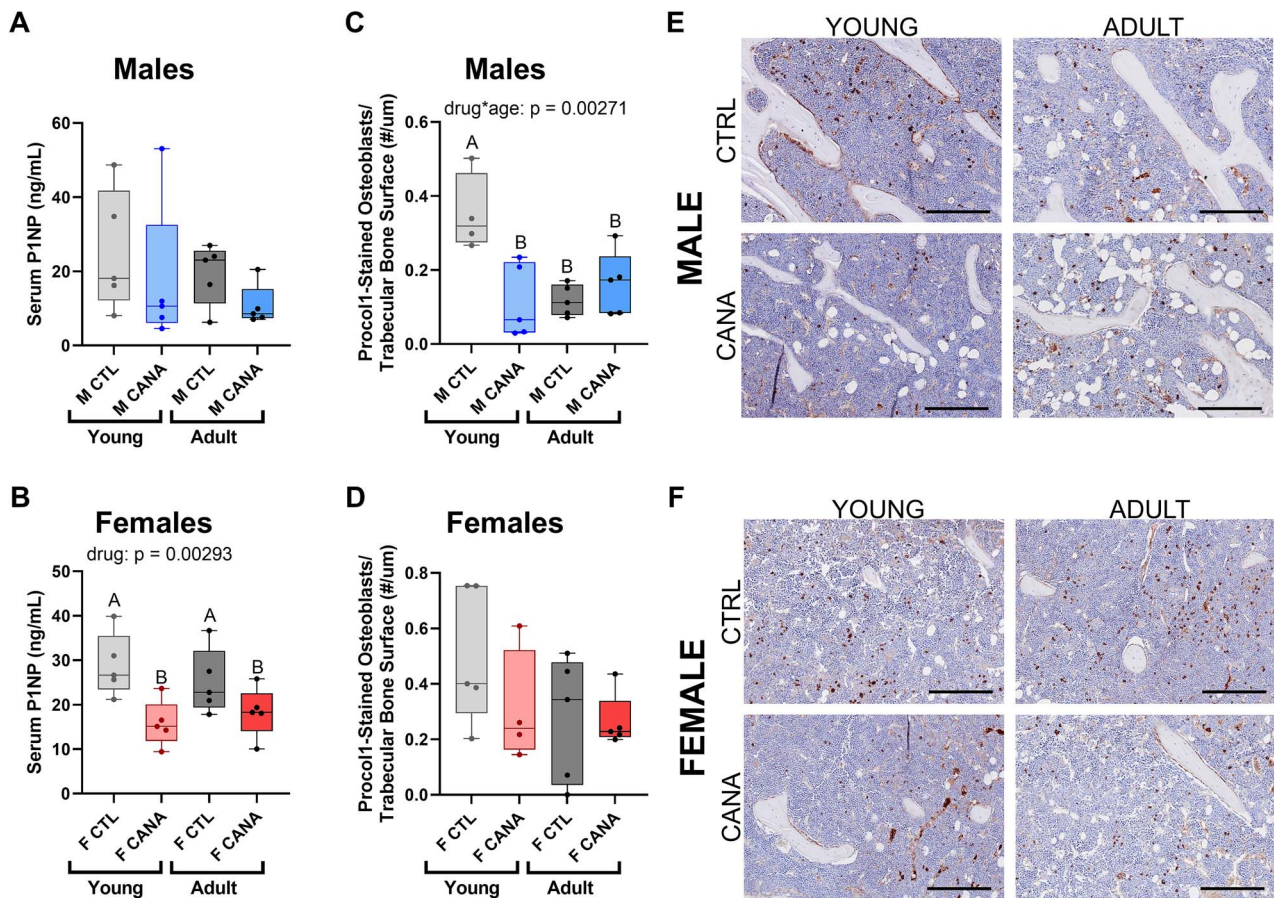 A
Males
Serum P1NP (ng/mL)
60
40
20
0
M CTL
M CANA
M CTL
M CANA
Young
Adult
B
Females
drug: p = 0.00293
Serum P1NP (ng/mL)
50
40
30
20
10
0
A
B
A
B
F CTL
F CANA
F CTL
F CANA
Young
Adult
C
Males
drug*age: p = 0.00271
Procol1-Stained Osteoblasts/
Trabecular Bone Surface (#/um)
0.6
0.4
0.2
0.0
A
B
B
B
M CTL
M CANA
M CTL
M CANA
Young
Adult
D
Females
Procol1-Stained Osteoblasts/
Trabecular Bone Surface (#/um)
0.8
0.6
0.4
0.2
0.0
F CTL
F CANA
F CTL
F CANA
Young
Adult
E
YOUNG
ADULT
MALE
CTRL
CANA
F
YOUNG
ADULT
FEMALE
CTRL
CANA